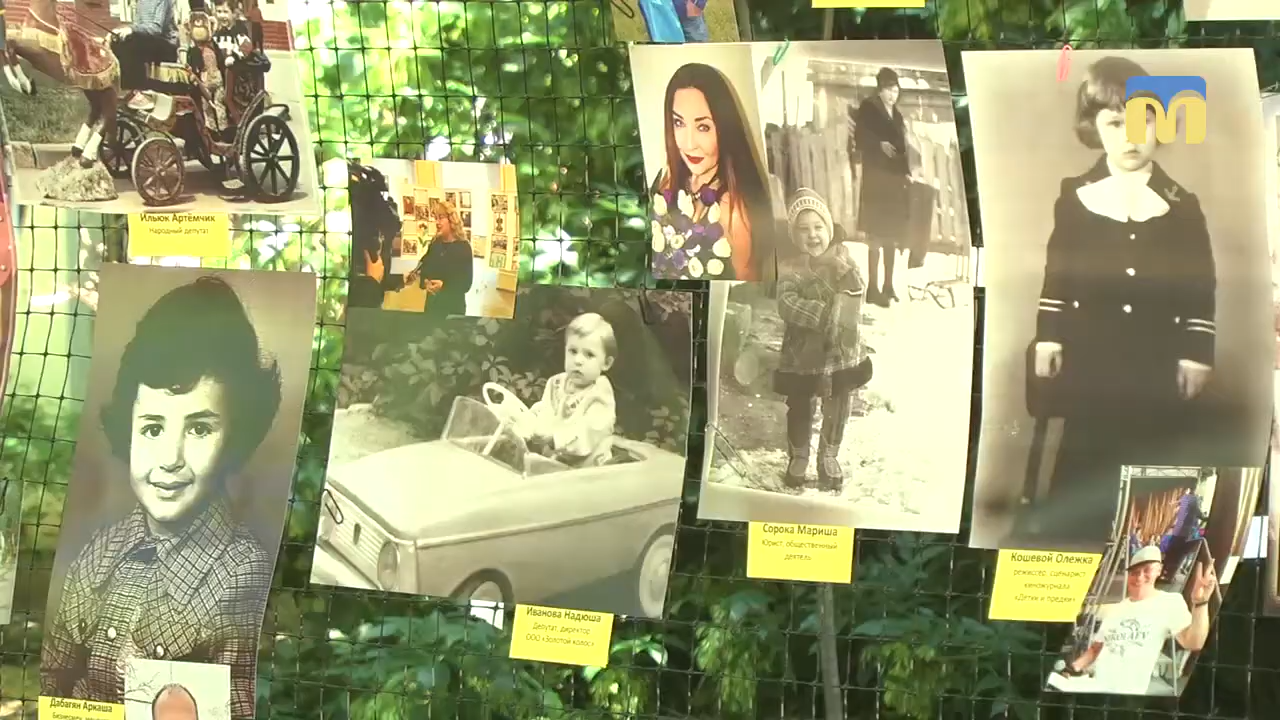 Ильюк Артёмчик
Народный депутат
Сорока Мариша
Юрист, общественный
деятель
Кошевой Олежка
режиссер, сценарист
киножурнала
«Детки и предки»
Иванова Надюша
Депутат, директор
ООО «Золотой колос»
Дабагян Аркаша